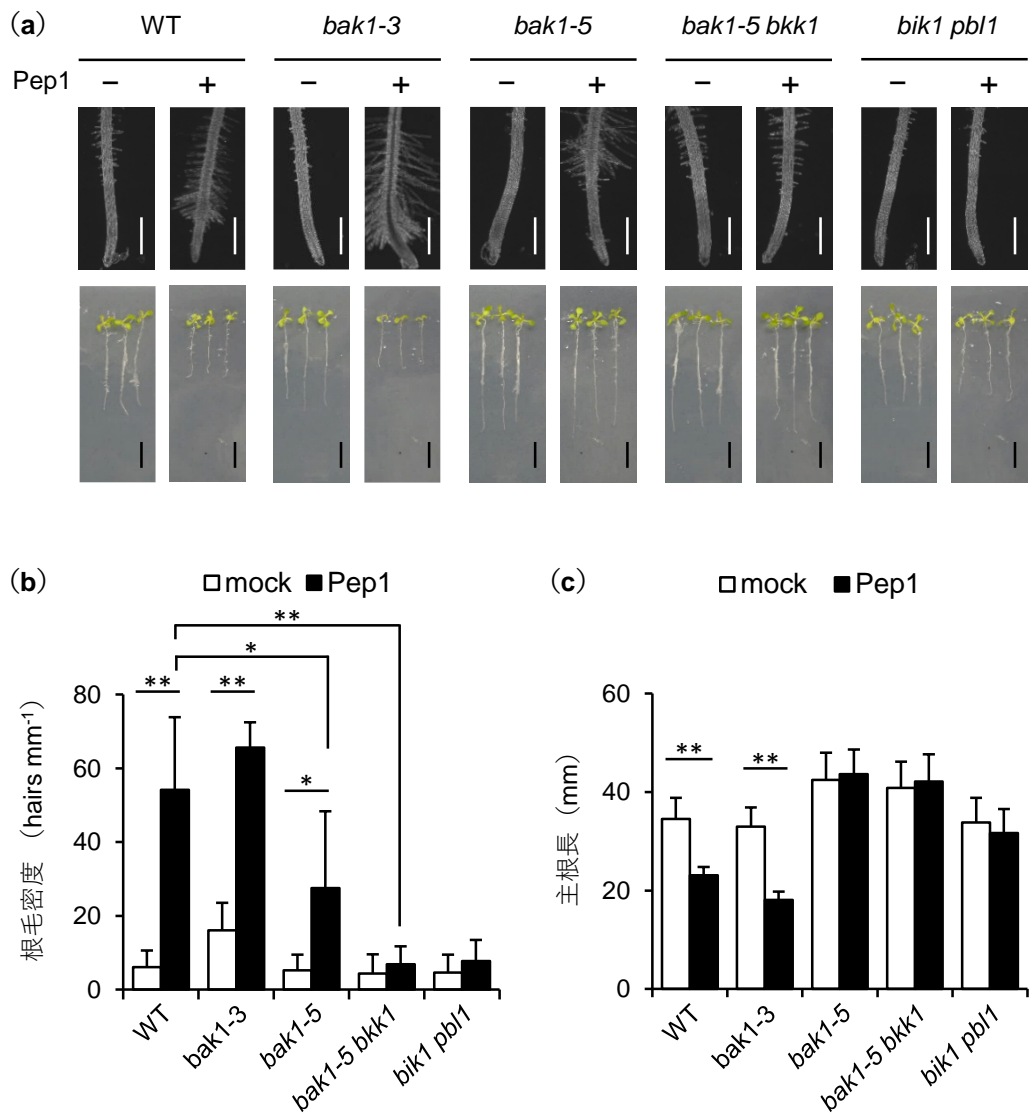 (a) WT bak1-3 bak1-5 bak1-5 bkk1 bik1 pbl1
Pep1 − + − + − + − + − +
(b) mock Pep1
**
*
** ** *
根毛密度 (hairs mm-1)
80
60
40
20
0
WT bak1-3 bak1-5 bak1-5 bkk1 bik1 pbl1
(c) mock Pep1
** **
主根長 (mm)
60
40
20
0
WT bak1-3 bak1-5 bak1-5 bkk1 bik1 pbl1